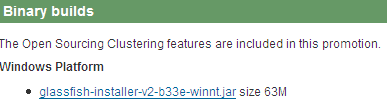 Binary builds
The Open Sourcing Clustering features are included in this promotion.
Windows Platform
• glassfish-installer-v2-b33e-winnt.jar size 63M